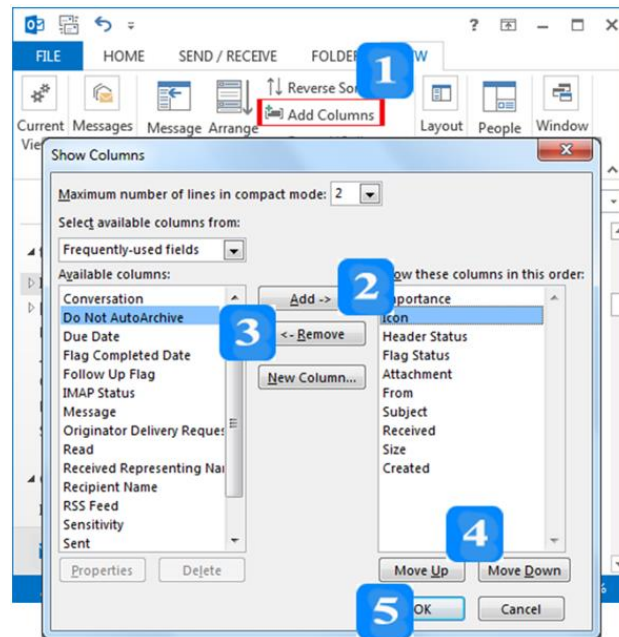 FILE HOME SEND / RECEIVE FOLDER W
1
Reverse Sor
Add Columns
Current Messages Message Arrange Layout People Window
Vie
Show Columns
Maximum number of lines in compact mode: 2
Select available columns from:
Frequently-used fields
Available columns:
Conversation
Do Not AutoArchive
Due Date
Flag Completed Date
Follow Up Flag
IMAP Status
Message
Originator Delivery Reques
Read
Received Representing Nar
Recipient Name
RSS Feed
Sensitivity
Sent
Properties Delete
Add ->
2
3
<- Remove
New Column...
ow these columns in this order:
mportance
Icon
Header Status
Flag Status
Attachment
From
Subject
Received
Size
Created
4
Move Up Move Down
5
OK Cancel